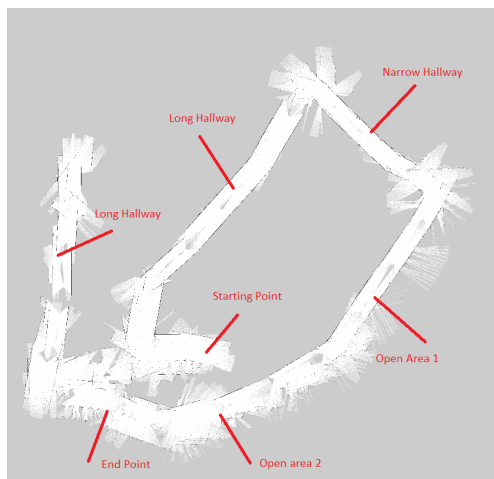 Narrow Hallway
Long Hallway
Long Hallway
Starting Point
Open Area 1
End Point
Open area 2